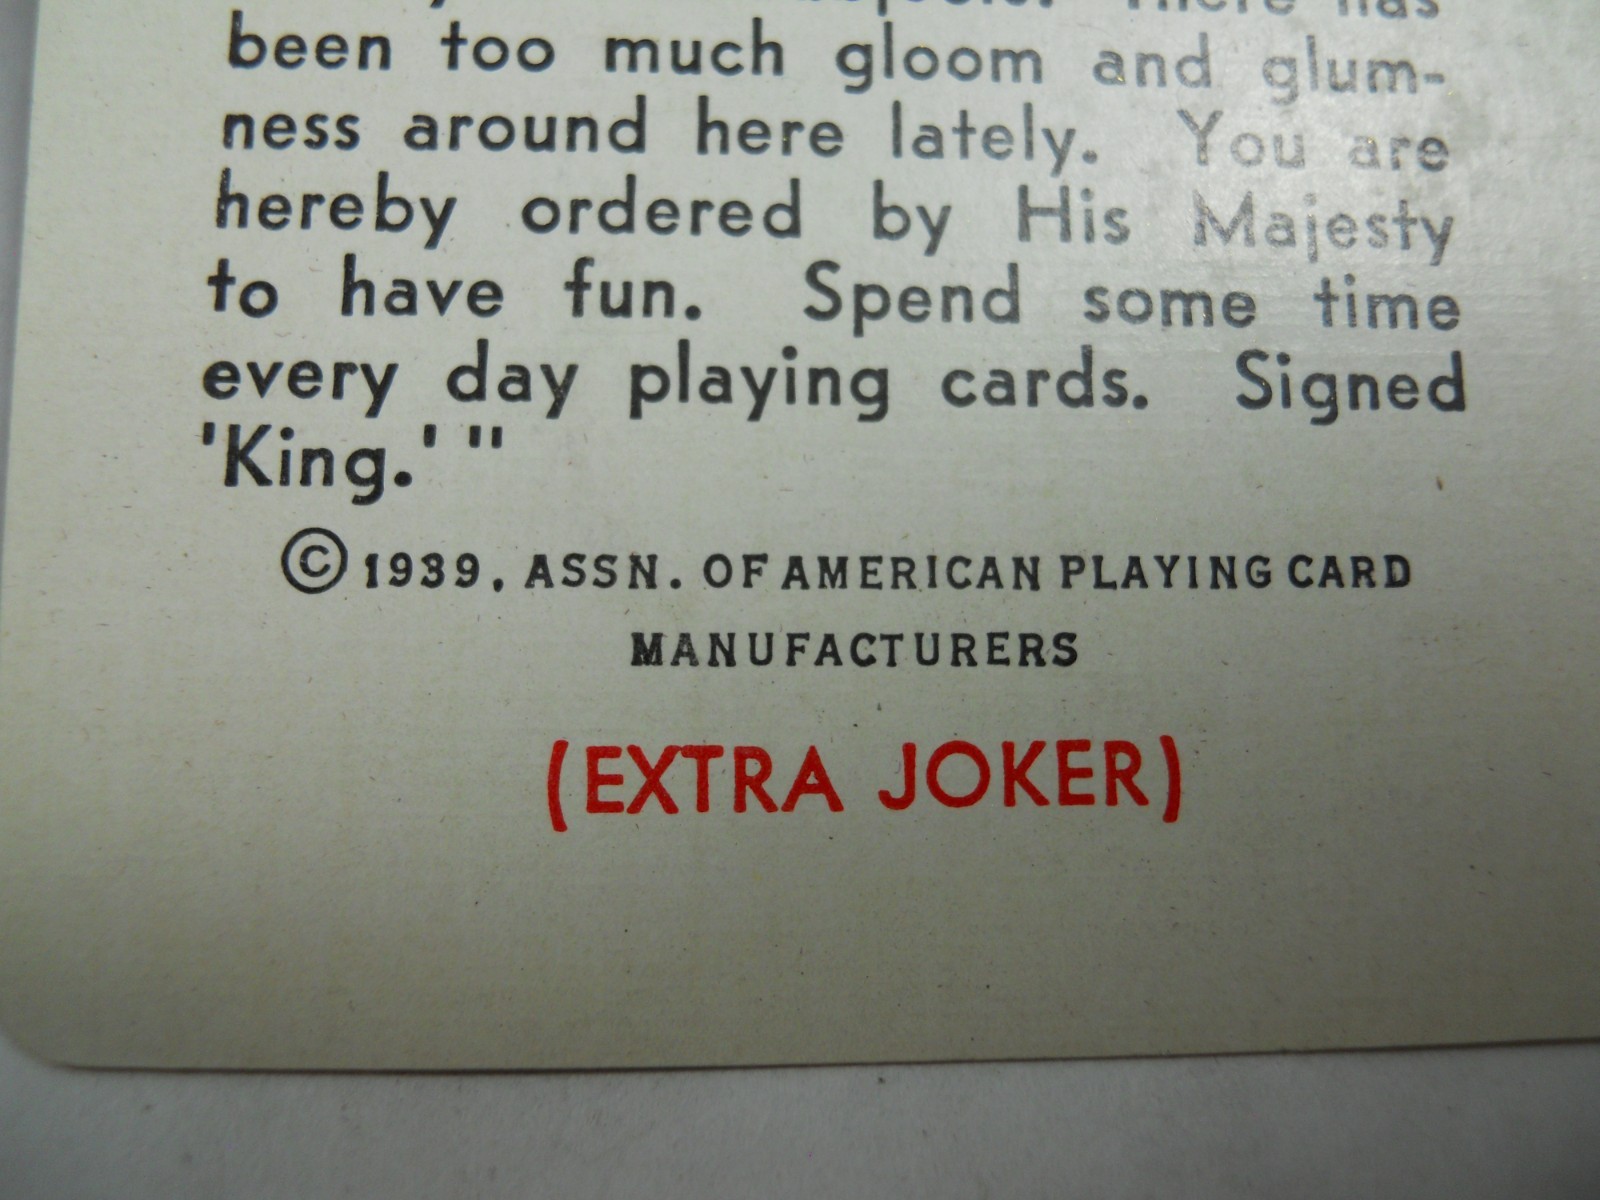 There has
been too much gloom and glum-
ness around here lately. You are
hereby ordered by His Majesty
to have fun. Spend some time
every day playing cards. Signed
'King.' "
© 1939, ASSN. OF AMERICAN PLAYING CARD
MANUFACTURERS
(EXTRA JOKER)